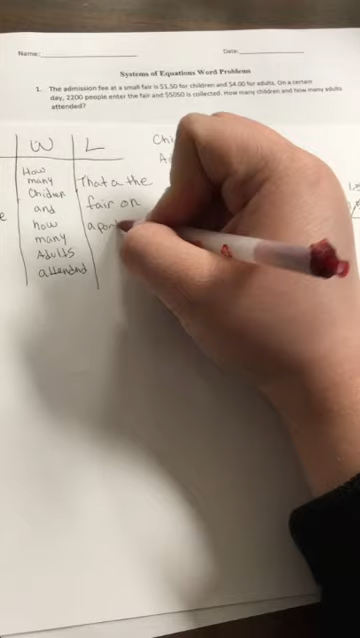 Name:
Date:
Systems of Equations Word Problems
1. The admission fee at a small fair is $1.50 for children and $4.00 for adults. On a certain
day, 2200 people enter the fair and $5050 is collected. How many children and how many adults
attended?
W L
How
many
Children
and
how
many
Adults
attended
That a the
fair on
a
Chi
A
e